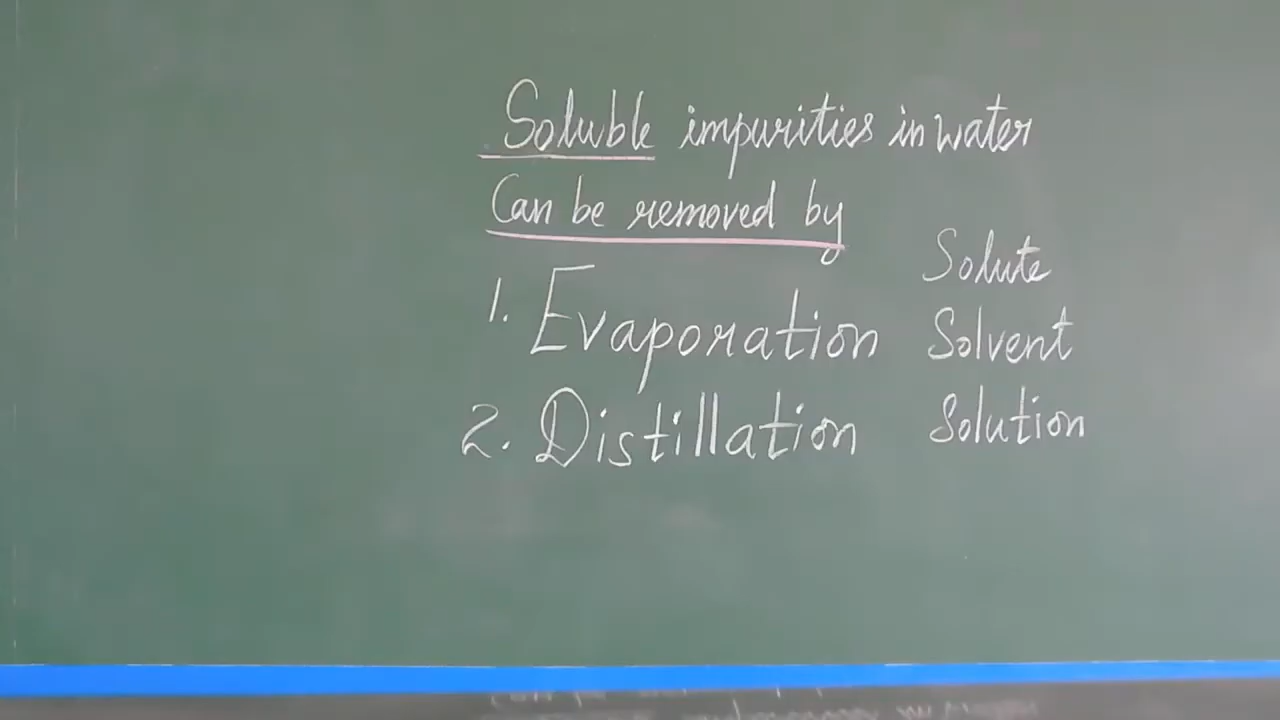 Soluble impurities in water
Can be removed by
1. Evaporation
2. Distillation
Solute
Solvent
Solution